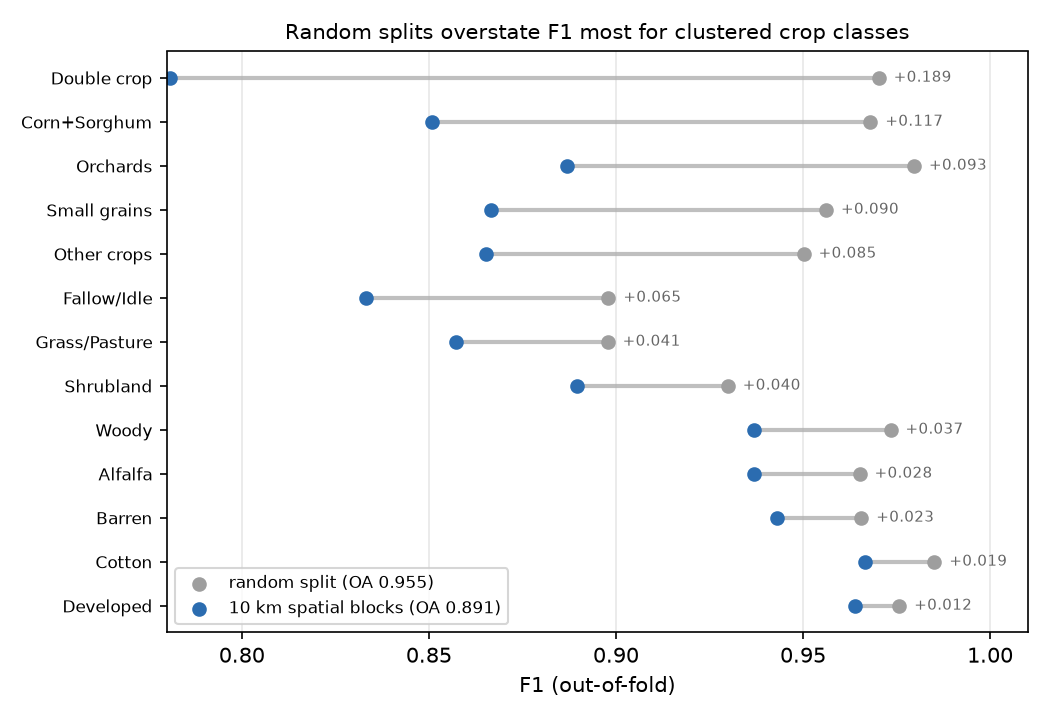 Random splits overstate F1 most for clustered crop classes
Double crop
+0.189
Corn+Sorghum
+0.117
Orchards
+0.093
Small grains
+0.090
Other crops
+0.085
Fallow/Idle
+0.065
Grass/Pasture
+0.041
Shrubland
+0.040
Woody
+0.037
Alfalfa
+0.028
Barren
+0.023
Cotton
+0.019
Developed
+0.012
random split (OA 0.955)
10 km spatial blocks (OA 0.891)
0.80 0.85 0.90 0.95 1.00
F1 (out-of-fold)